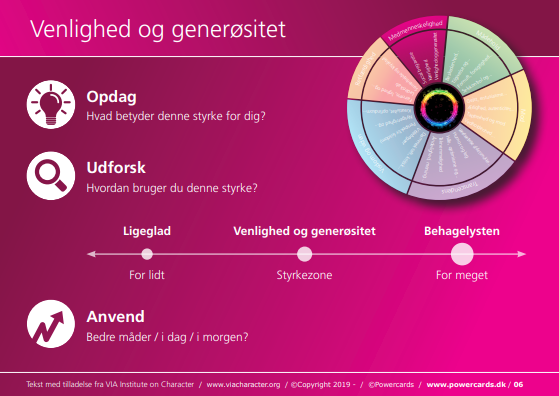 Venlighed og generøsitet
Medmenneskelighed
Opdag
Hvad betyder denne styrke for dig?
Udforsk
Hvordan bruger du denne styrke?
Ligeglad
Venlighed og generøsitet
Behagelysten
For lidt
Styrkezone
For meget
Anvend
Bedre måder / i dag / i morgen?
Tekst med tilladelse fra VIA Institute on Character / www.viacharacter.org / ©Copyright 2019 - / ©Powercards / www.powercards.dk / 06